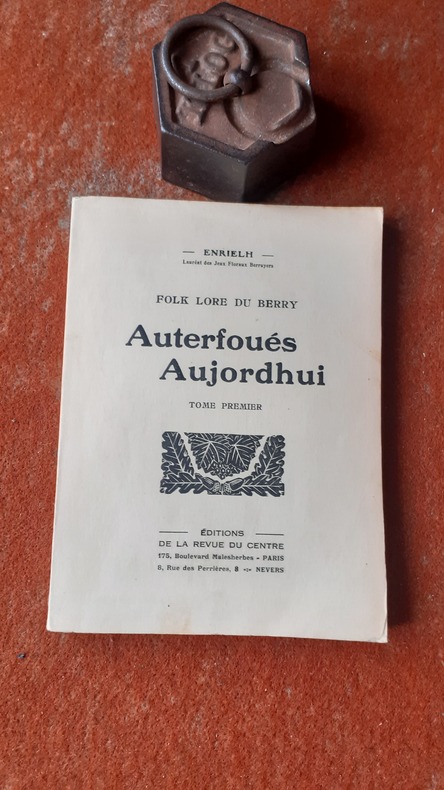 — ENRIELH —
Lauréat des Jeux Floraux Berruyers
FOLK LORE DU BERRY
Auterfoués
Aujordhui
TOME PREMIER
ÉDITIONS
DE LA REVUE DU CENTRE
175, Boulevard Malesherbes - PARIS
8, Rue des Perrières, 8 -:- NEVERS